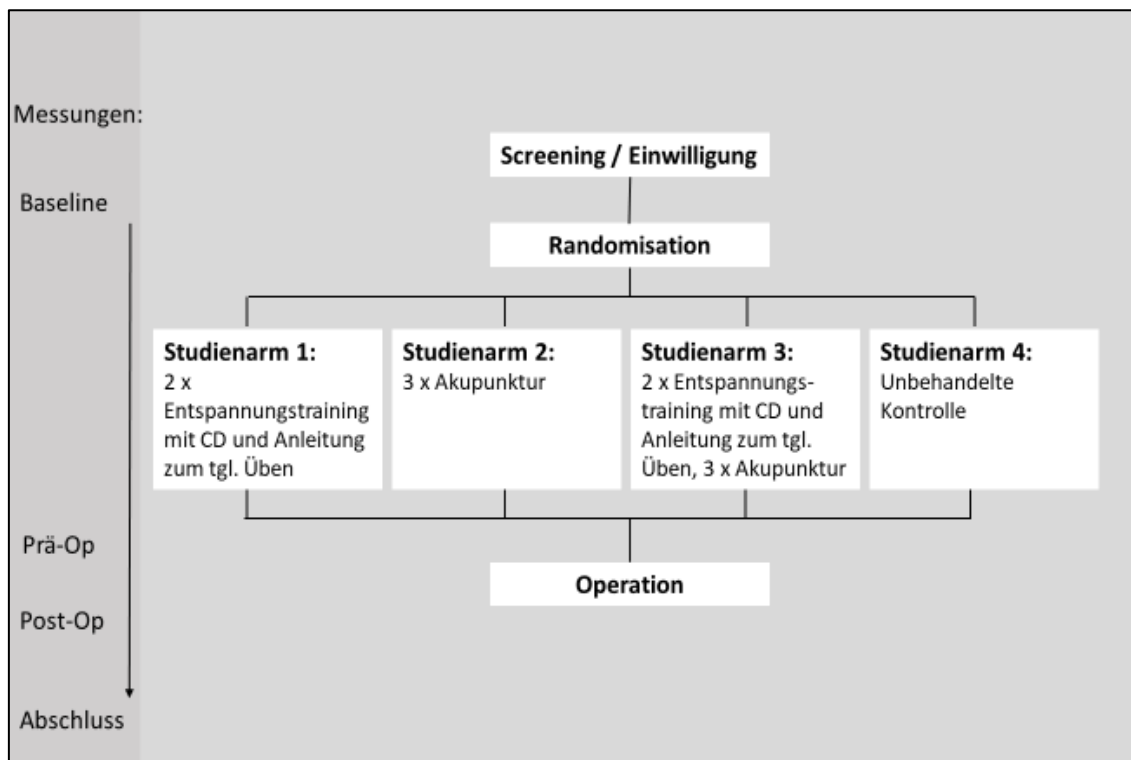 Messungen:
Screening / Einwilligung
Baseline
Randomisation
Studienarm 1:
2 x
Entspannungstraining
mit CD und Anleitung
zum tgl. Üben
Studienarm 2:
3 x Akupunktur
Studienarm 3:
2 x Entspannungs-
training mit CD und
Anleitung zum tgl.
Üben, 3 x Akupunktur
Studienarm 4:
Unbehandelte
Kontrolle
Prä-Op
Operation
Post-Op
Abschluss